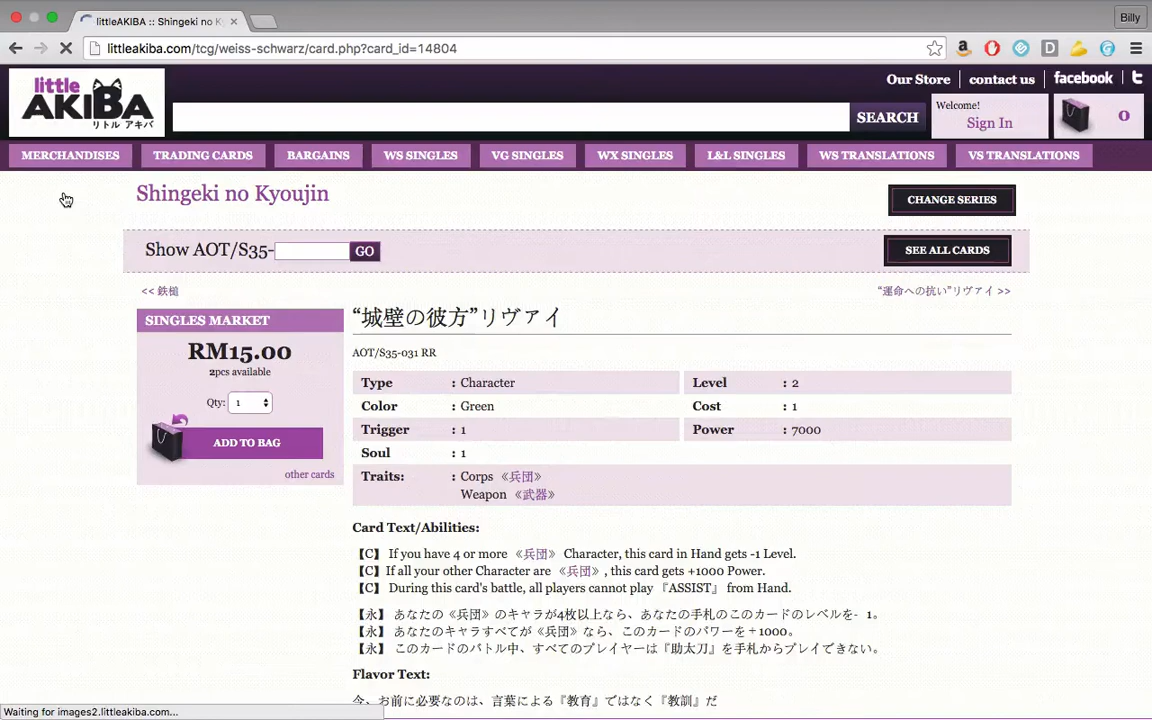 littleAKIBA :: Shingeki no Ky
Billy
littleakiba.com/tcg/weiss-schwarz/card.php?card_id=14804
little
AKIBA
リトル アキバ
Our Store
contact us
facebook
SEARCH
Welcome!
Sign In
0
MERCHANDISES
TRADING CARDS
BARGAINS
WS SINGLES
VG SINGLES
WX SINGLES
L&L SINGLES
WS TRANSLATIONS
VS TRANSLATIONS
Shingeki no Kyoujin
CHANGE SERIES
Show AOT/S35-
GO
SEE ALL CARDS
<< 鉄槌
“運命への抗い”リヴァイ >>
SINGLES MARKET
RM15.00
2pcs available
Qty: 1
ADD TO BAG
other cards
“城壁の彼方”リヴァイ
AOT/S35-031 RR
Type : Character
Level : 2
Color : Green
Cost : 1
Trigger : 1
Power : 7000
Soul : 1
Traits: : Corps 《兵団》
Weapon 《武器》
Card Text/Abilities:
【C】 If you have 4 or more 《兵団》 Character, this card in Hand gets -1 Level.
【C】 If all your other Character are 《兵団》 , this card gets +1000 Power.
【C】 During this card's battle, all players cannot play 『ASSIST』 from Hand.
【永】 あなたの《兵団》のキャラが4枚以上なら、あなたの手札のこのカードのレベルを- 1。
【永】 あなたのキャラすべてが《兵団》なら、このカードのパワーを＋1000。
【永】 このカードのバトル中、すべてのプレイヤーは『助太刀』を手札からプレイできない。
Flavor Text:
今、お前に必要なのは、言葉による『教育』ではなく『教訓』だ
Waiting for images2.littleakiba.com...